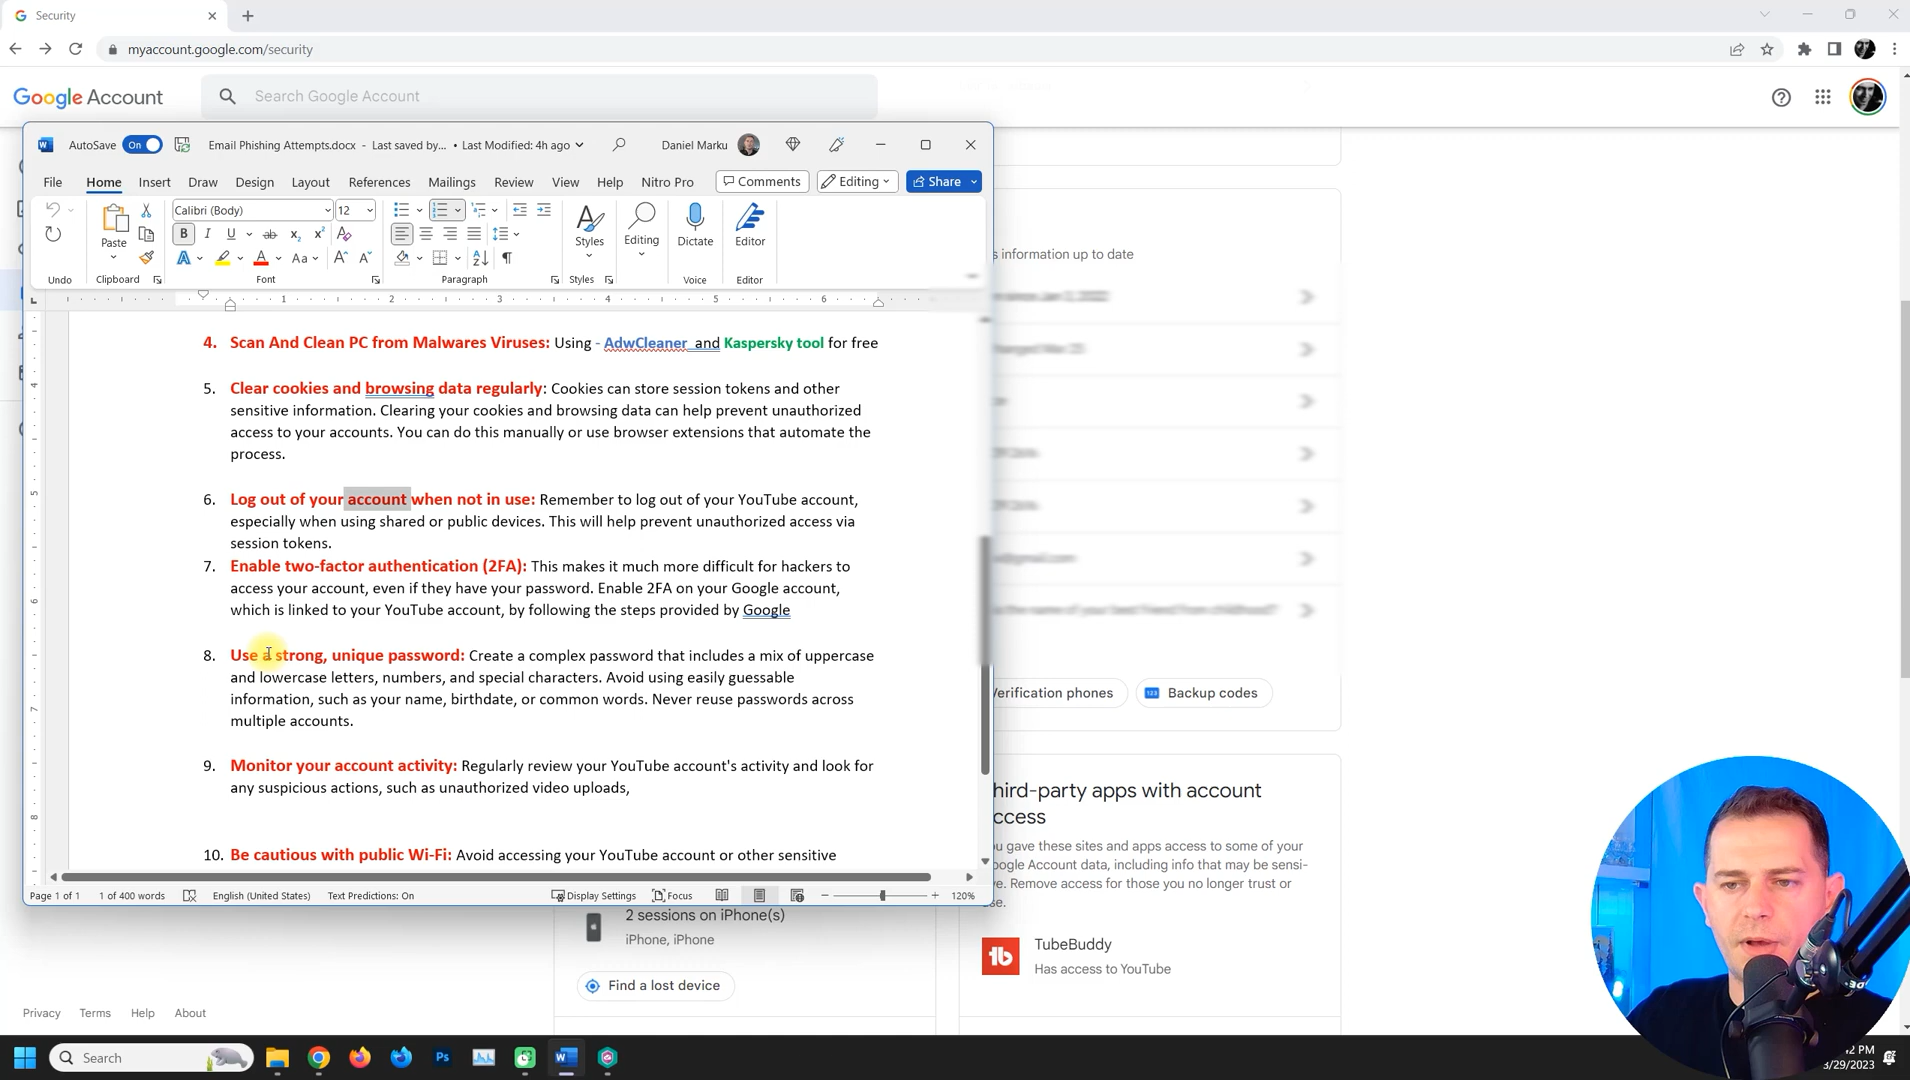 Security
myaccount.google.com/security
Google Account
Search Google Account
AutoSave On Email Phishing Attempts.docx - Last saved by... • Last Modified: 4h ago Daniel Marku
File Home Insert Draw Design Layout References Mailings Review View Help Nitro Pro Comments Editing Share
Calibri (Body) 12
Paste Styles Editing Dictate Editor
Undo Clipboard Font Paragraph Styles Voice Editor
s information up to date
1 2 3 4 5 6
4. Scan And Clean PC from Malwares Viruses: Using - AdwCleaner and Kaspersky tool for free
5. Clear cookies and browsing data regularly: Cookies can store session tokens and other
sensitive information. Clearing your cookies and browsing data can help prevent unauthorized
access to your accounts. You can do this manually or use browser extensions that automate the
process.
6. Log out of your account when not in use: Remember to log out of your YouTube account,
especially when using shared or public devices. This will help prevent unauthorized access via
session tokens.
7. Enable two-factor authentication (2FA): This makes it much more difficult for hackers to
access your account, even if they have your password. Enable 2FA on your Google account,
which is linked to your YouTube account, by following the steps provided by Google
8. Use a strong, unique password: Create a complex password that includes a mix of uppercase
and lowercase letters, numbers, and special characters. Avoid using easily guessable
information, such as your name, birthdate, or common words. Never reuse passwords across
multiple accounts.
9. Monitor your account activity: Regularly review your YouTube account's activity and look for
any suspicious actions, such as unauthorized video uploads,
10. Be cautious with public Wi-Fi: Avoid accessing your YouTube account or other sensitive
Page 1 of 1 1 of 400 words English (United States) Text Predictions: On Display Settings Focus 120%
erification phones Backup codes
hird-party apps with account
ccess
u gave these sites and apps access to some of your
oogle Account data, including info that may be sensi-
ve. Remove access for those you no longer trust or
se.
TubeBuddy
Has access to YouTube
2 sessions on iPhone(s)
iPhone, iPhone
Find a lost device
Privacy Terms Help About
Search
Ps
12 PM
3/29/2023